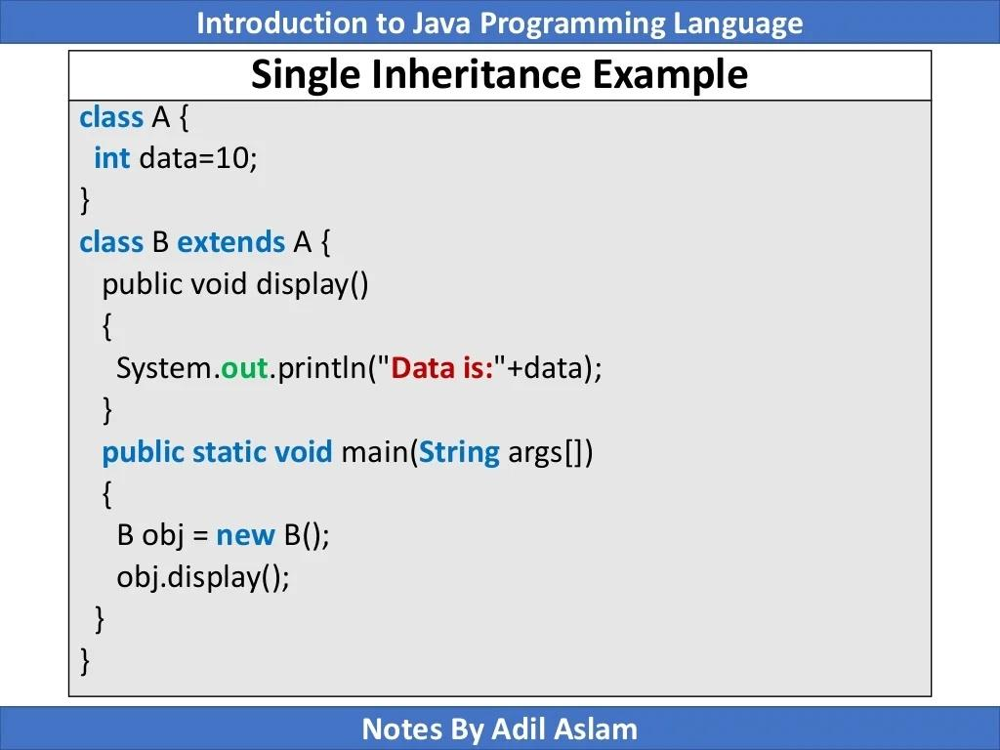 Introduction to Java Programming Language
Single Inheritance Example
class A {
int data=10;
}
class B extends A {
public void display()
{
System.out.println("Data is:"+data);
}
public static void main(String args[])
{
B obj = new B();
obj.display();
}
}
Notes By Adil Aslam